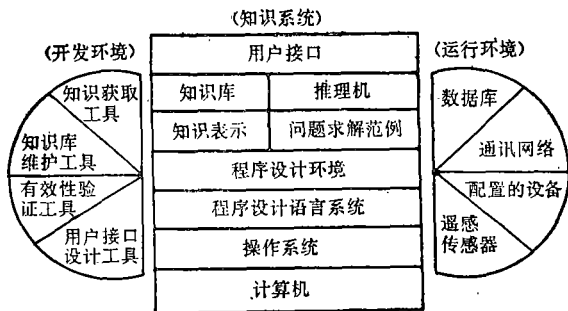 (知识系统)
(开发环境)
知识获取
工具
知识库
维护工具
有效性验
证工具
用户接口
设计工具
用户接口
知识库
推理机
知识表示
问题求解范例
程序设计环境
程序设计语言系统
操作系统
计算机
(运行环境)
数据库
通讯网络
配置的设备
遥感
传感器